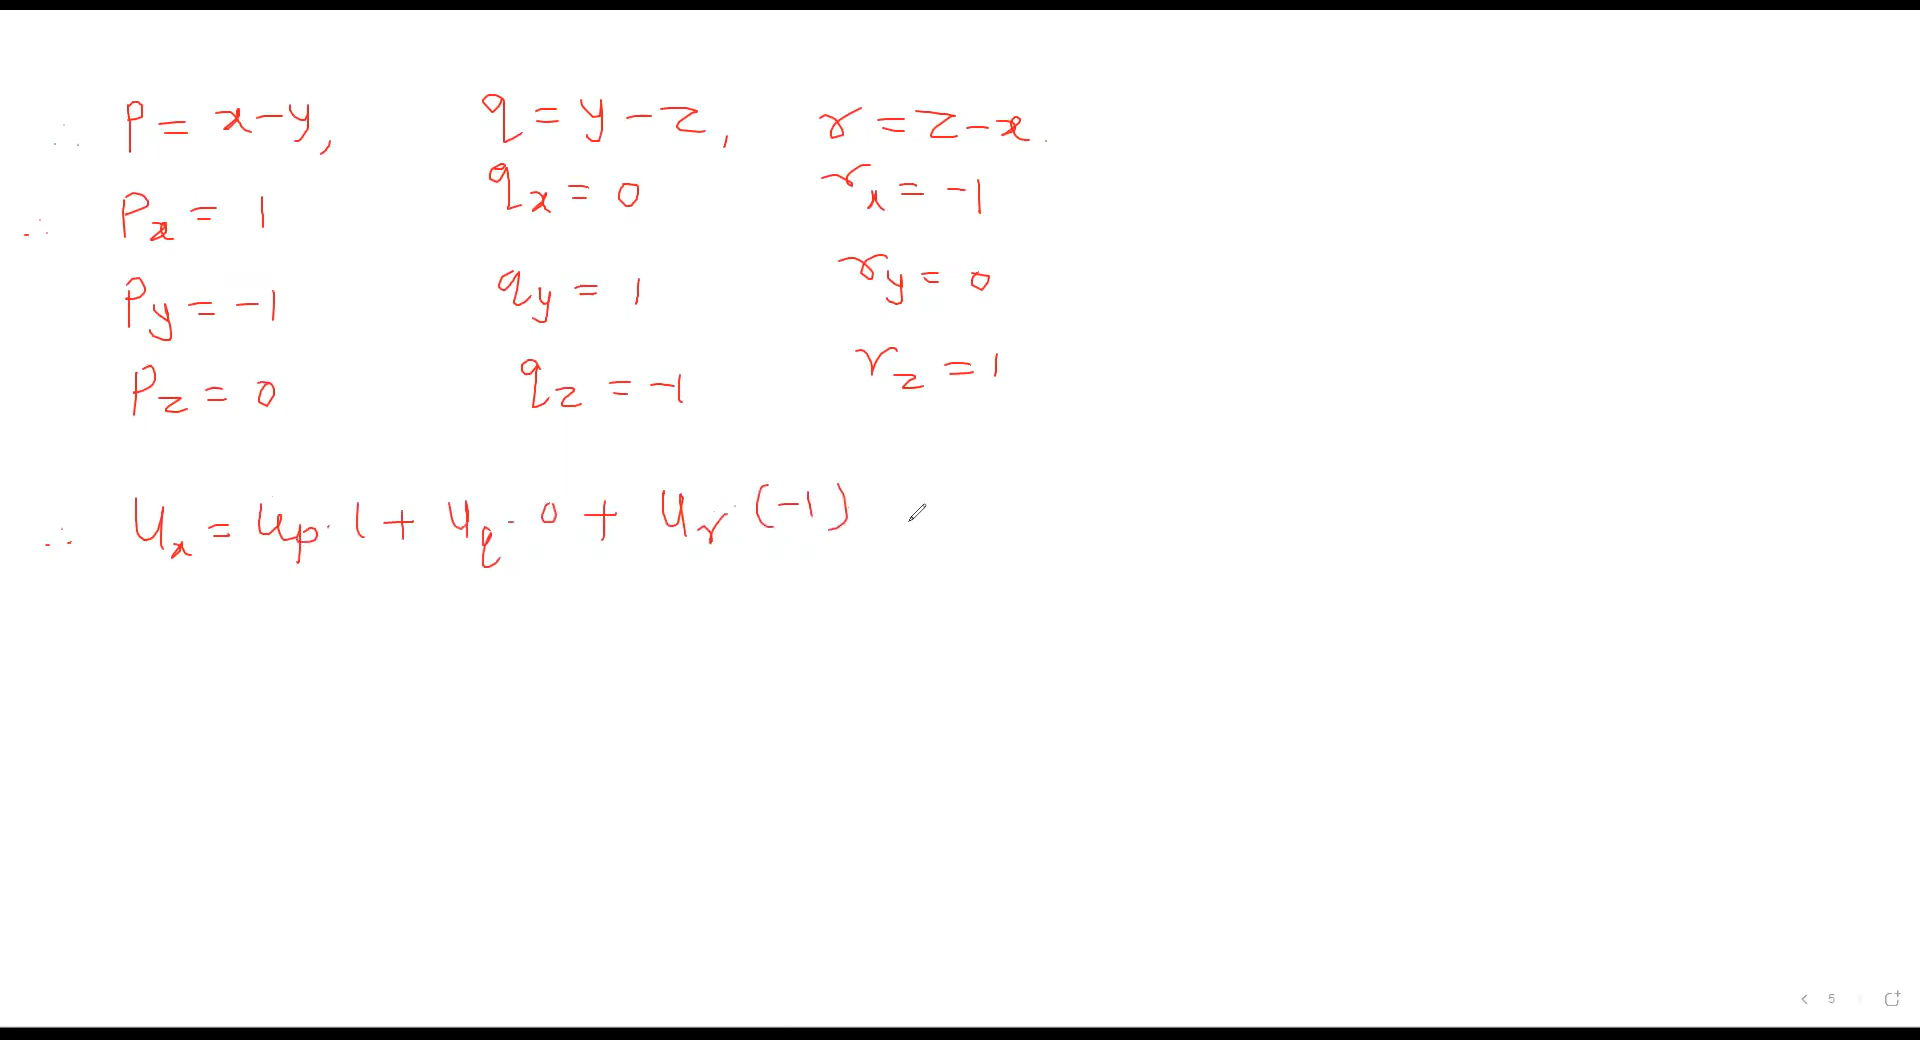 ∴ p = x - y, q = y - z, r = z - x.
∴ p_x = 1 q_x = 0 r_x = -1
p_y = -1 q_y = 1 r_y = 0
p_z = 0 q_z = -1 r_z = 1
∴ u_x = u_p · 1 + u_q · 0 + u_r · (-1)
< 5